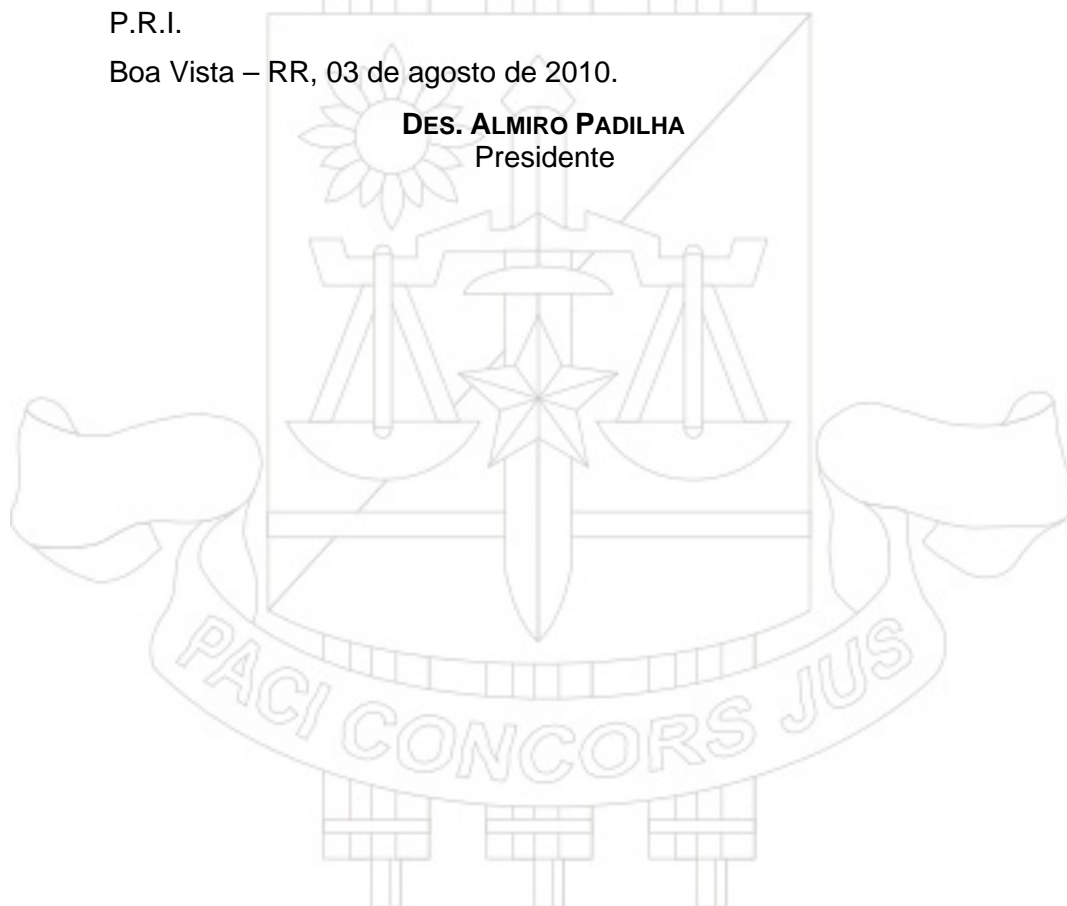 P.R.I.
Boa Vista – RR, 03 de agosto de 2010.
DES. ALMIRO PADILHA
Presidente
PACI CONCORS JUS